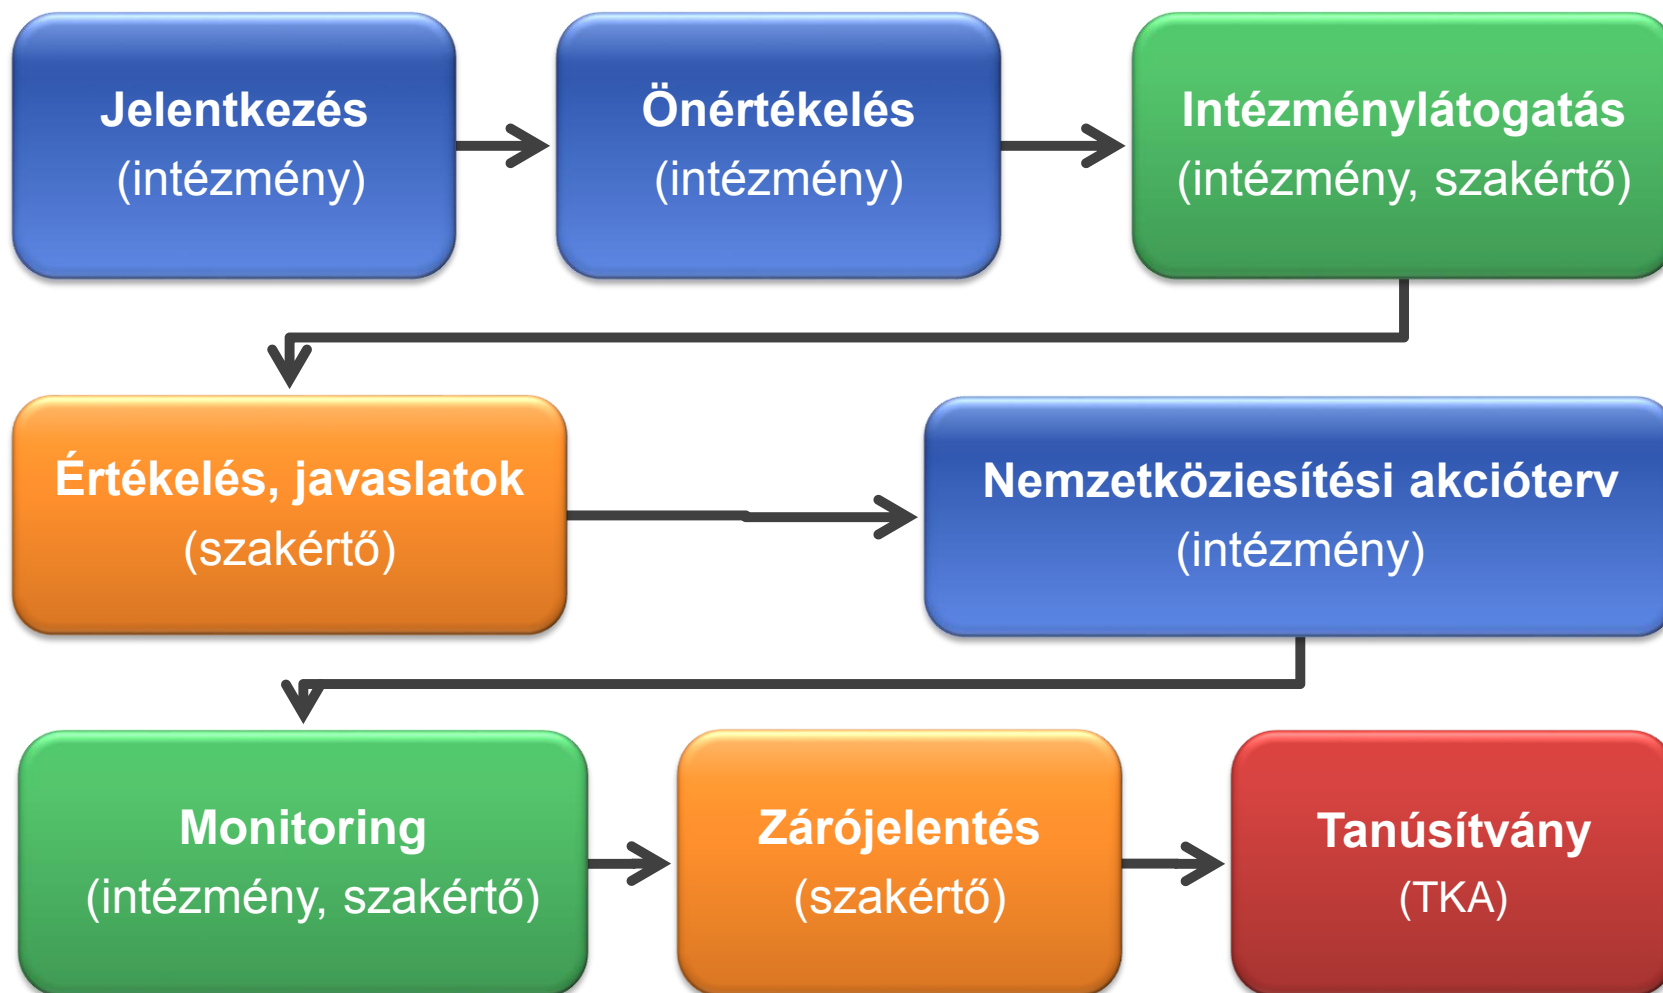 Jelentkezés
(intézmény)
Önértékelés
(intézmény)
Intézménylátogatás
(intézmény, szakértő)
Értékelés, javaslatok
(szakértő)
Nemzetköziesítési akcióterv
(intézmény)
Monitoring
(intézmény, szakértő)
Zárójelentés
(szakértő)
Tanúsítvány
(TKA)